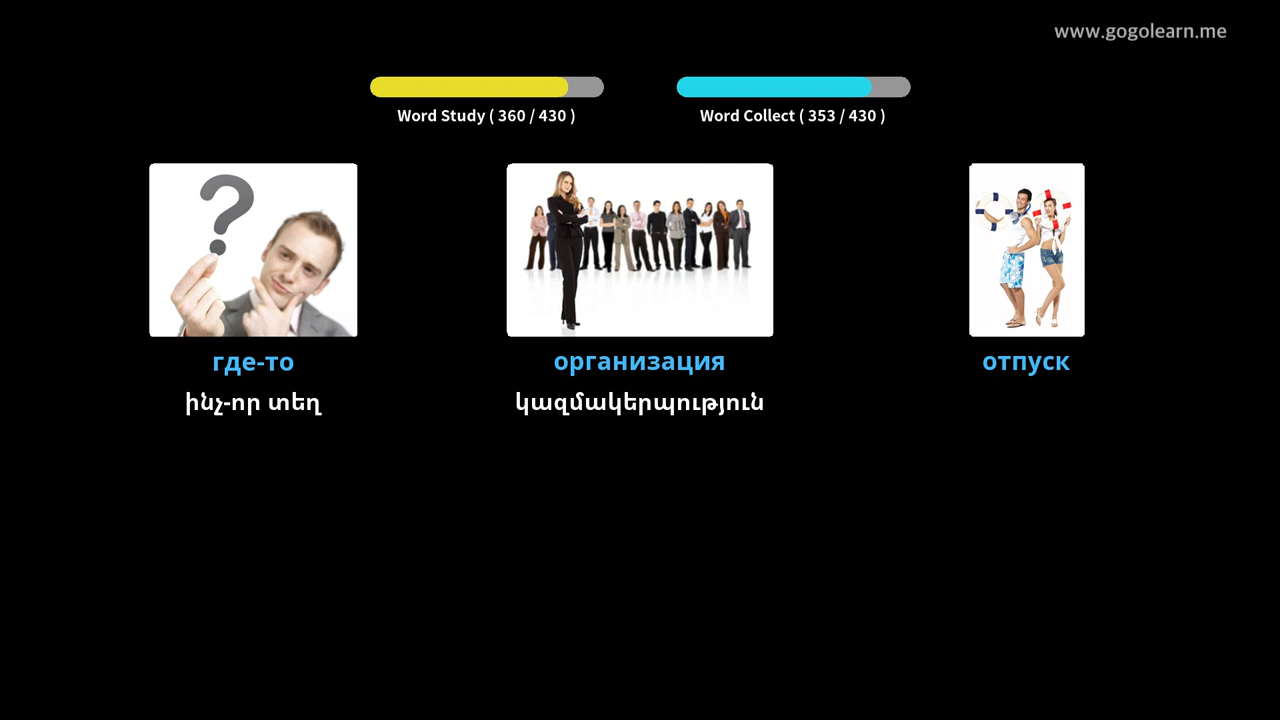 www.gogolearn.me
Word Study ( 360 / 430 )
Word Collect ( 353 / 430 )
где-то
ինչ-որ տեղ
организация
կազմակերպություն
отпуск